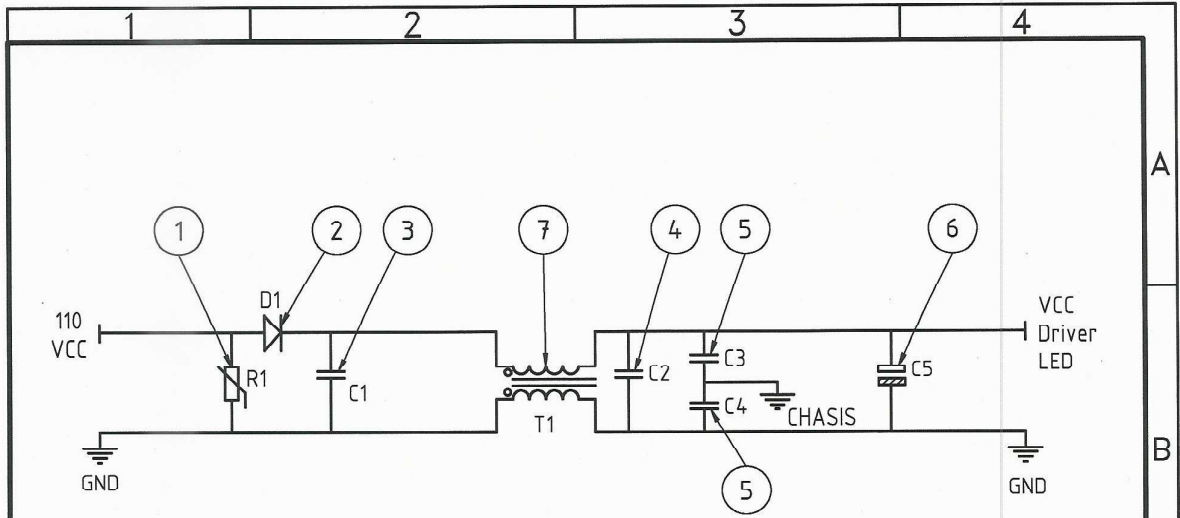 1 2 3 4
A
1 2 3 7 4 5 6
D1
110
VCC
VCC
Driver
LED
R1 C1 C2 C3 C5
C4
CHASIS
T1
B
GND GND
5